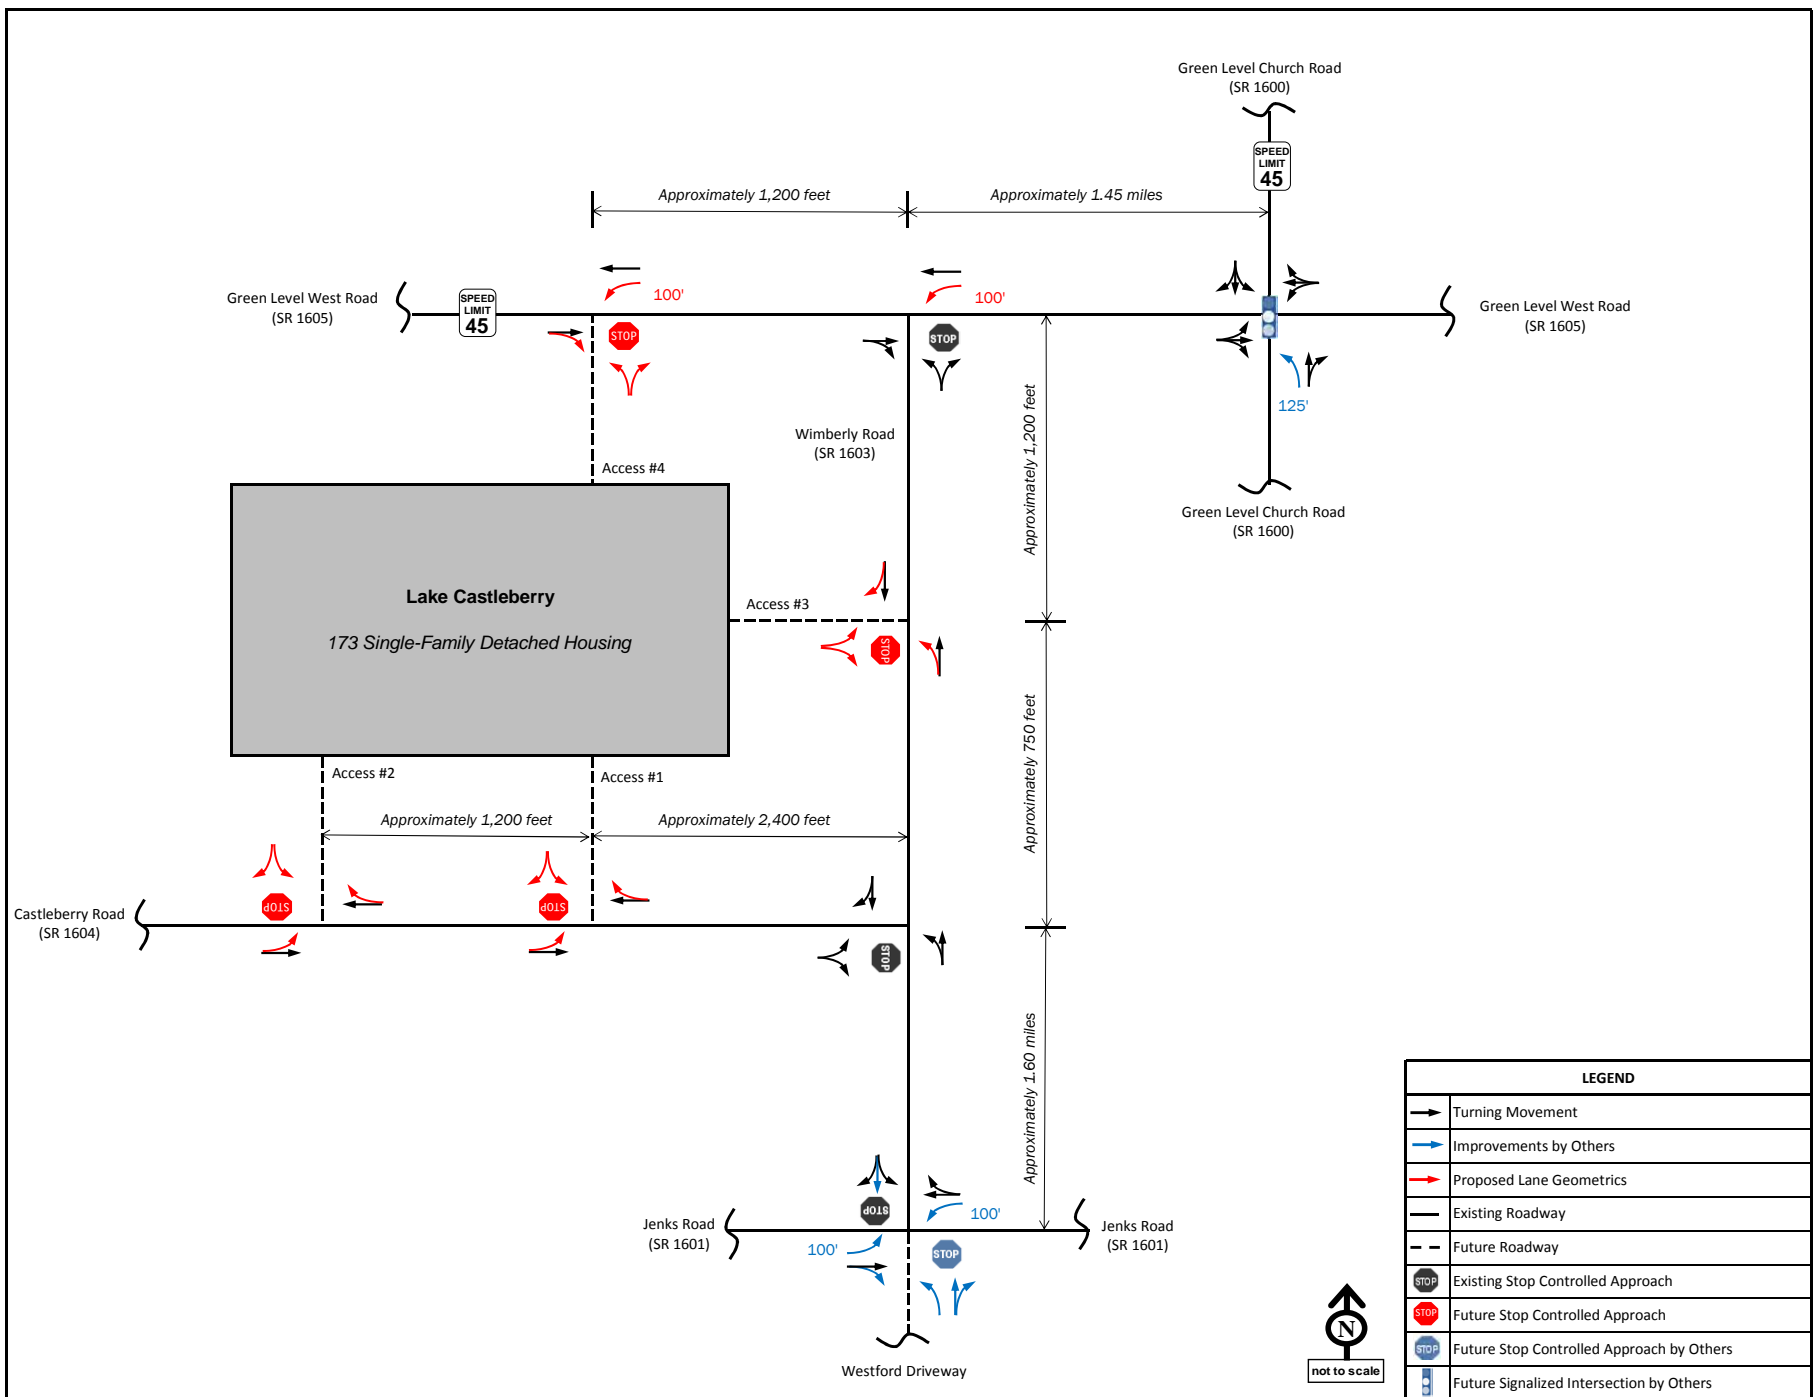 Green Level Church Road
(SR 1600)
SPEED
LIMIT
45
Approximately 1,200 feet
Approximately 1.45 miles
Green Level West Road
(SR 1605)
SPEED
LIMIT
45
100'
100'
Green Level West Road
(SR 1605)
STOP
STOP
125'
Wimberly Road
(SR 1603)
Approximately 1,200 feet
Access #4
Green Level Church Road
(SR 1600)
Lake Castleberry
173 Single-Family Detached Housing
Access #3
STOP
Approximately 750 feet
Access #2
Access #1
Approximately 1,200 feet
Approximately 2,400 feet
STOP
STOP
Castleberry Road
(SR 1604)
STOP
Approximately 1.60 miles
STOP
100'
Jenks Road
(SR 1601)
Jenks Road
(SR 1601)
100'
STOP
Westford Driveway
N
not to scale
LEGEND
Turning Movement
Improvements by Others
Proposed Lane Geometrics
Existing Roadway
Future Roadway
STOP Existing Stop Controlled Approach
STOP Future Stop Controlled Approach
STOP Future Stop Controlled Approach by Others
Future Signalized Intersection by Others